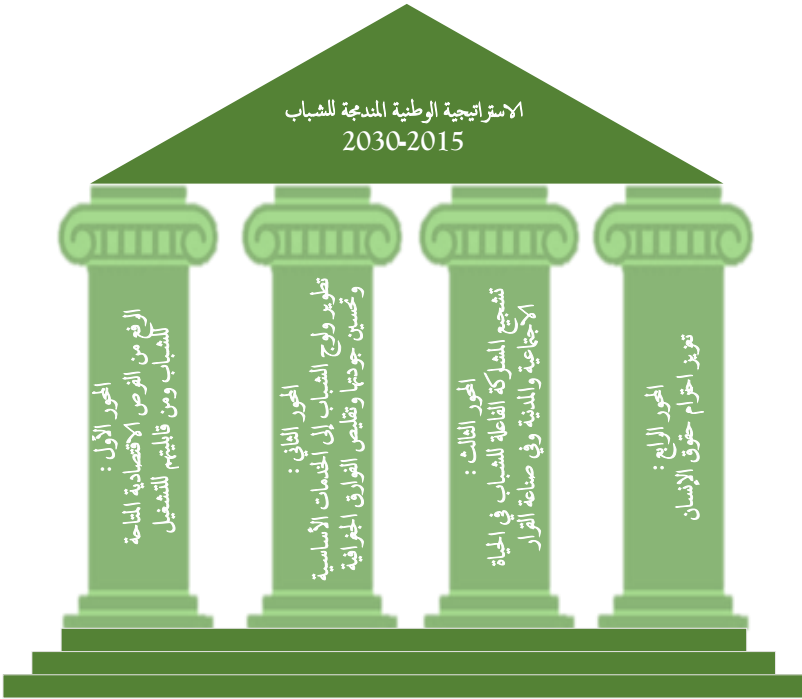 الاستراتيجية الوطنية المندمجة للشباب
2030-2015
المحور الأول :
الرفع من الفرص الاقتصادية المتاحة
للشباب ومن قابليتهم للتشغيل
المحور الثاني :
تطوير ولوج الشباب إلى الخدمات الأساسية
وتحسين جودتها وتقليص الفوارق الجغرافية
المحور الثالث :
تشجيع المشاركة الفاعلة للشباب في الحياة
الاجتماعية والمدنية وفي صناعة القرار
المحور الرابع :
تعزيز احترام حقوق الإنسان